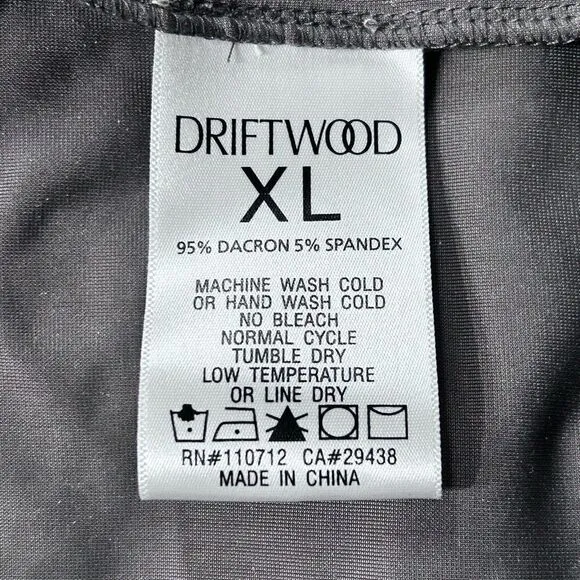 DRIFTWOOD
XL
95% DACRON 5% SPANDEX
MACHINE WASH COLD
OR HAND WASH COLD
NO BLEACH
NORMAL CYCLE
TUMBLE DRY
LOW TEMPERATURE
OR LINE DRY
RN#110712 CA#29438
MADE IN CHINA